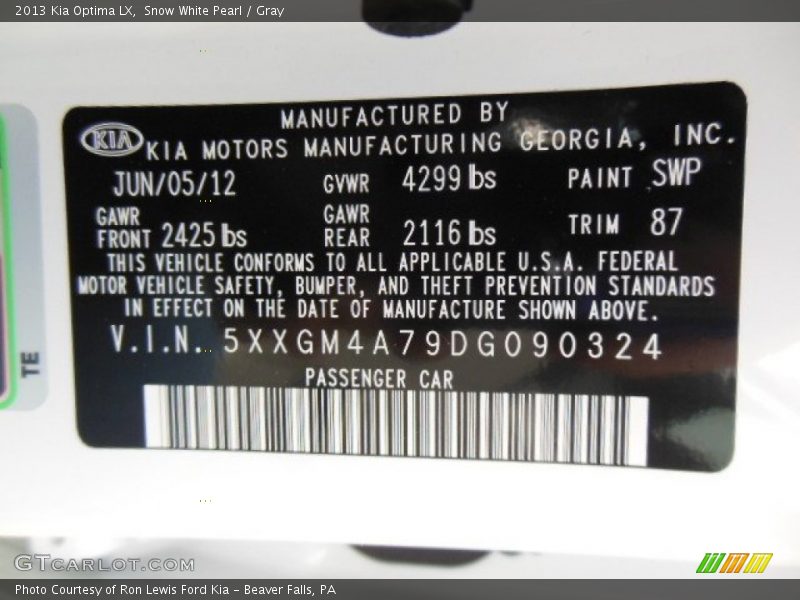 2013 Kia Optima LX, Snow White Pearl / Gray
MANUFACTURED BY
KIA KIA MOTORS MANUFACTURING GEORGIA, INC.
JUN/05/12 GVWR 4299 lbs PAINT SWP
GAWR FRONT 2425 lbs GAWR REAR 2116 lbs TRIM 87
THIS VEHICLE CONFORMS TO ALL APPLICABLE U.S.A. FEDERAL
MOTOR VEHICLE SAFETY, BUMPER, AND THEFT PREVENTION STANDARDS
IN EFFECT ON THE DATE OF MANUFACTURE SHOWN ABOVE.
V.I.N. 5XXGM4A79DG090324
PASSENGER CAR
TE
GTCARLOT.COM
Photo Courtesy of Ron Lewis Ford Kia - Beaver Falls, PA